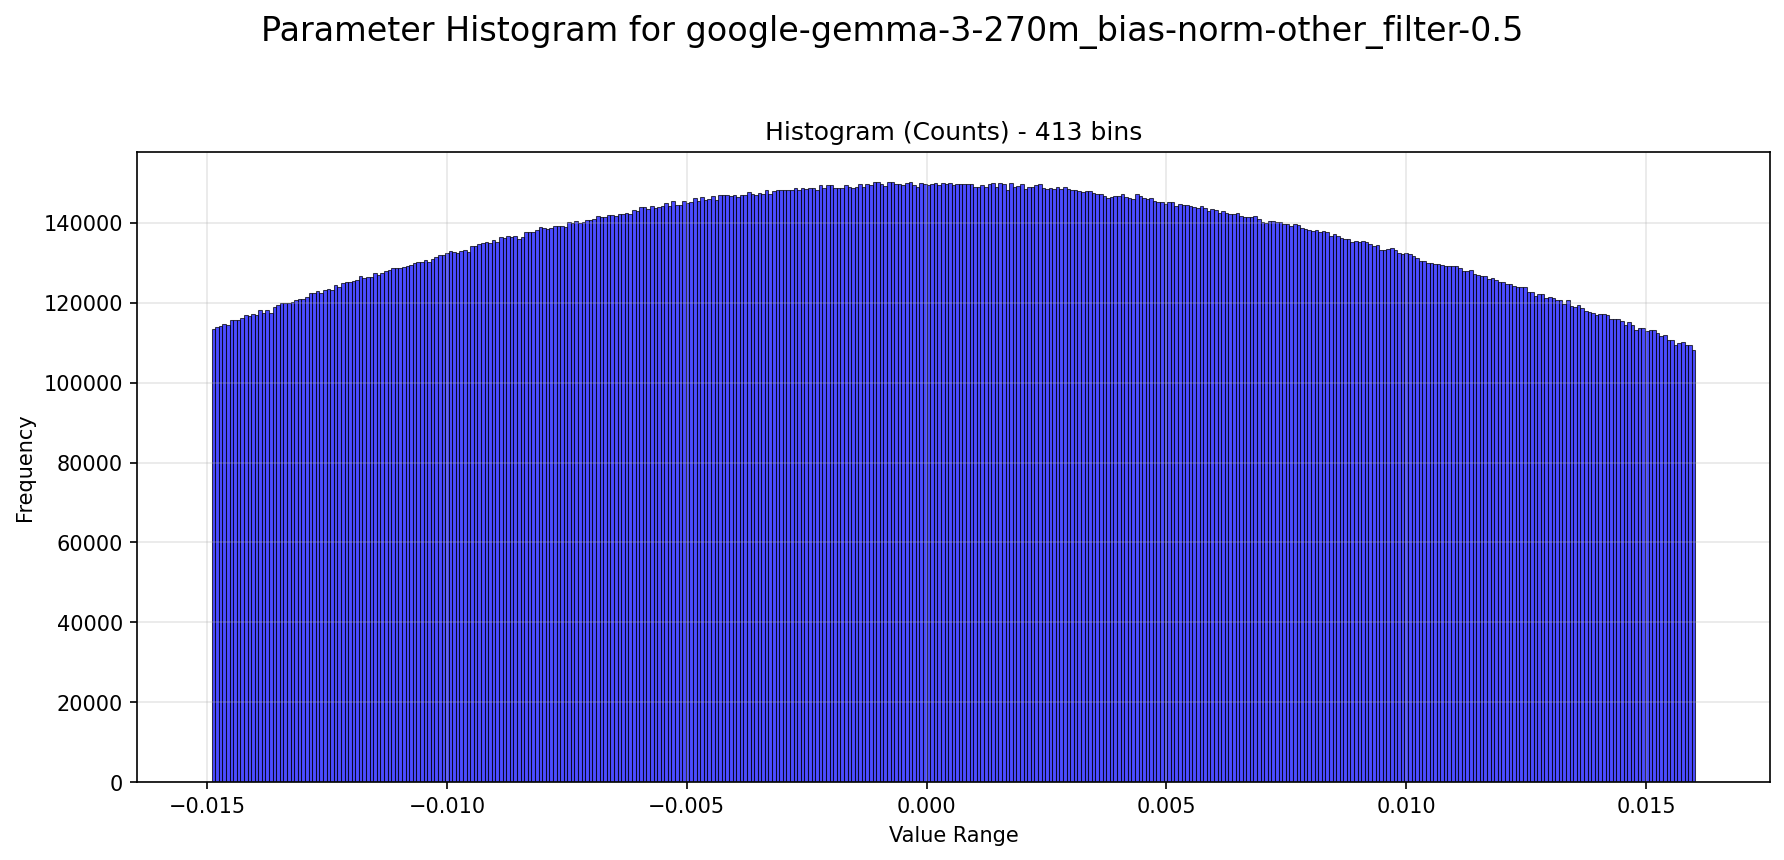 Parameter Histogram for google-gemma-3-270m_bias-norm-other_filter-0.5
Histogram (Counts) - 413 bins
Frequency
140000
120000
100000
80000
60000
40000
20000
0
−0.015 −0.010 −0.005 0.000 0.005 0.010 0.015
Value Range